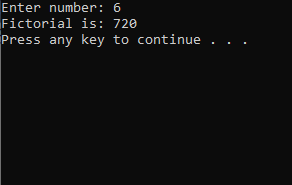 Enter number: 6
Fictorial is: 720
Press any key to continue . . .